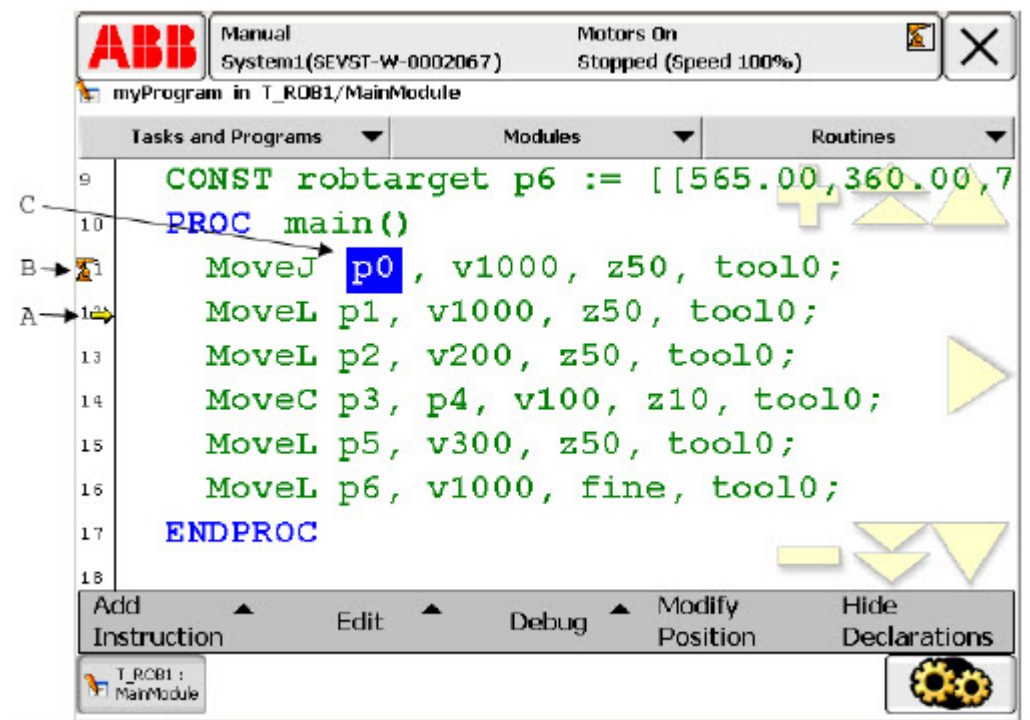 ABB
Manual Motors On
System1(SEVST-W-0002067) Stopped (Speed 100%)
myProgram in T_ROB1/MainModule
Tasks and Programs Modules Routines
9 CONST robtarget p6 := [[565.00,360.00,7
C
10 PROC main()
B 1 MoveJ p0 , v1000, z50, tool0;
A 12 MoveL p1, v1000, z50, tool0;
13 MoveL p2, v200, z50, tool0;
14 MoveC p3, p4, v100, z10, tool0;
15 MoveL p5, v300, z50, tool0;
16 MoveL p6, v1000, fine, tool0;
17 ENDPROC
18
Add Instruction Edit Debug Modify Position Hide Declarations
T_ROB1 :
MainModule